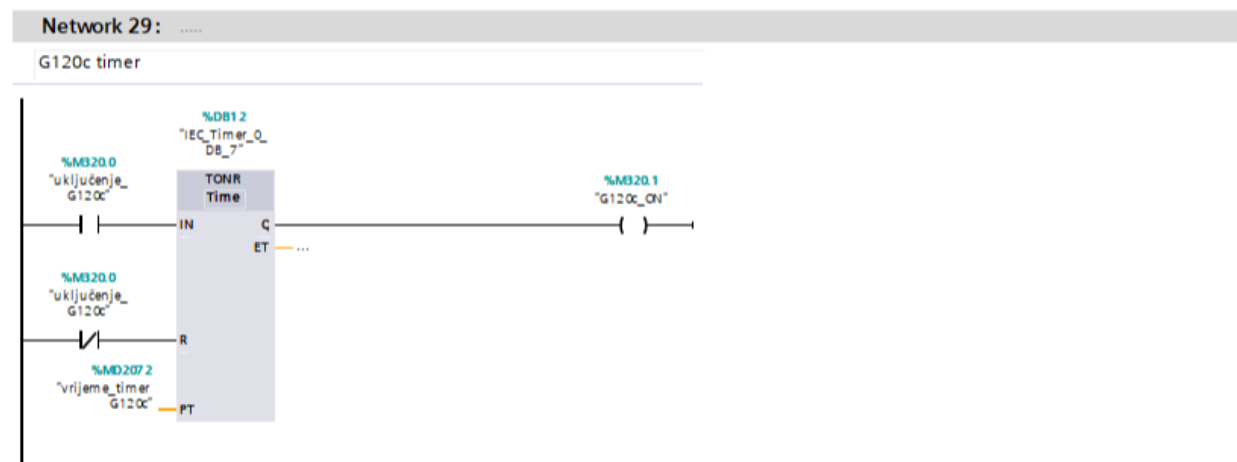 Network 29: .....
G120c timer
%DB12
"IEC_Timer_0_
DB_7"
%M320.0
"uključenje_
G120c"
TONR
Time
%M320.1
"G120c_ON"
IN
Q
ET
...
%M320.0
"uključenje_
G120c"
R
%MD2072
"vrijeme_timer
G120c"
PT